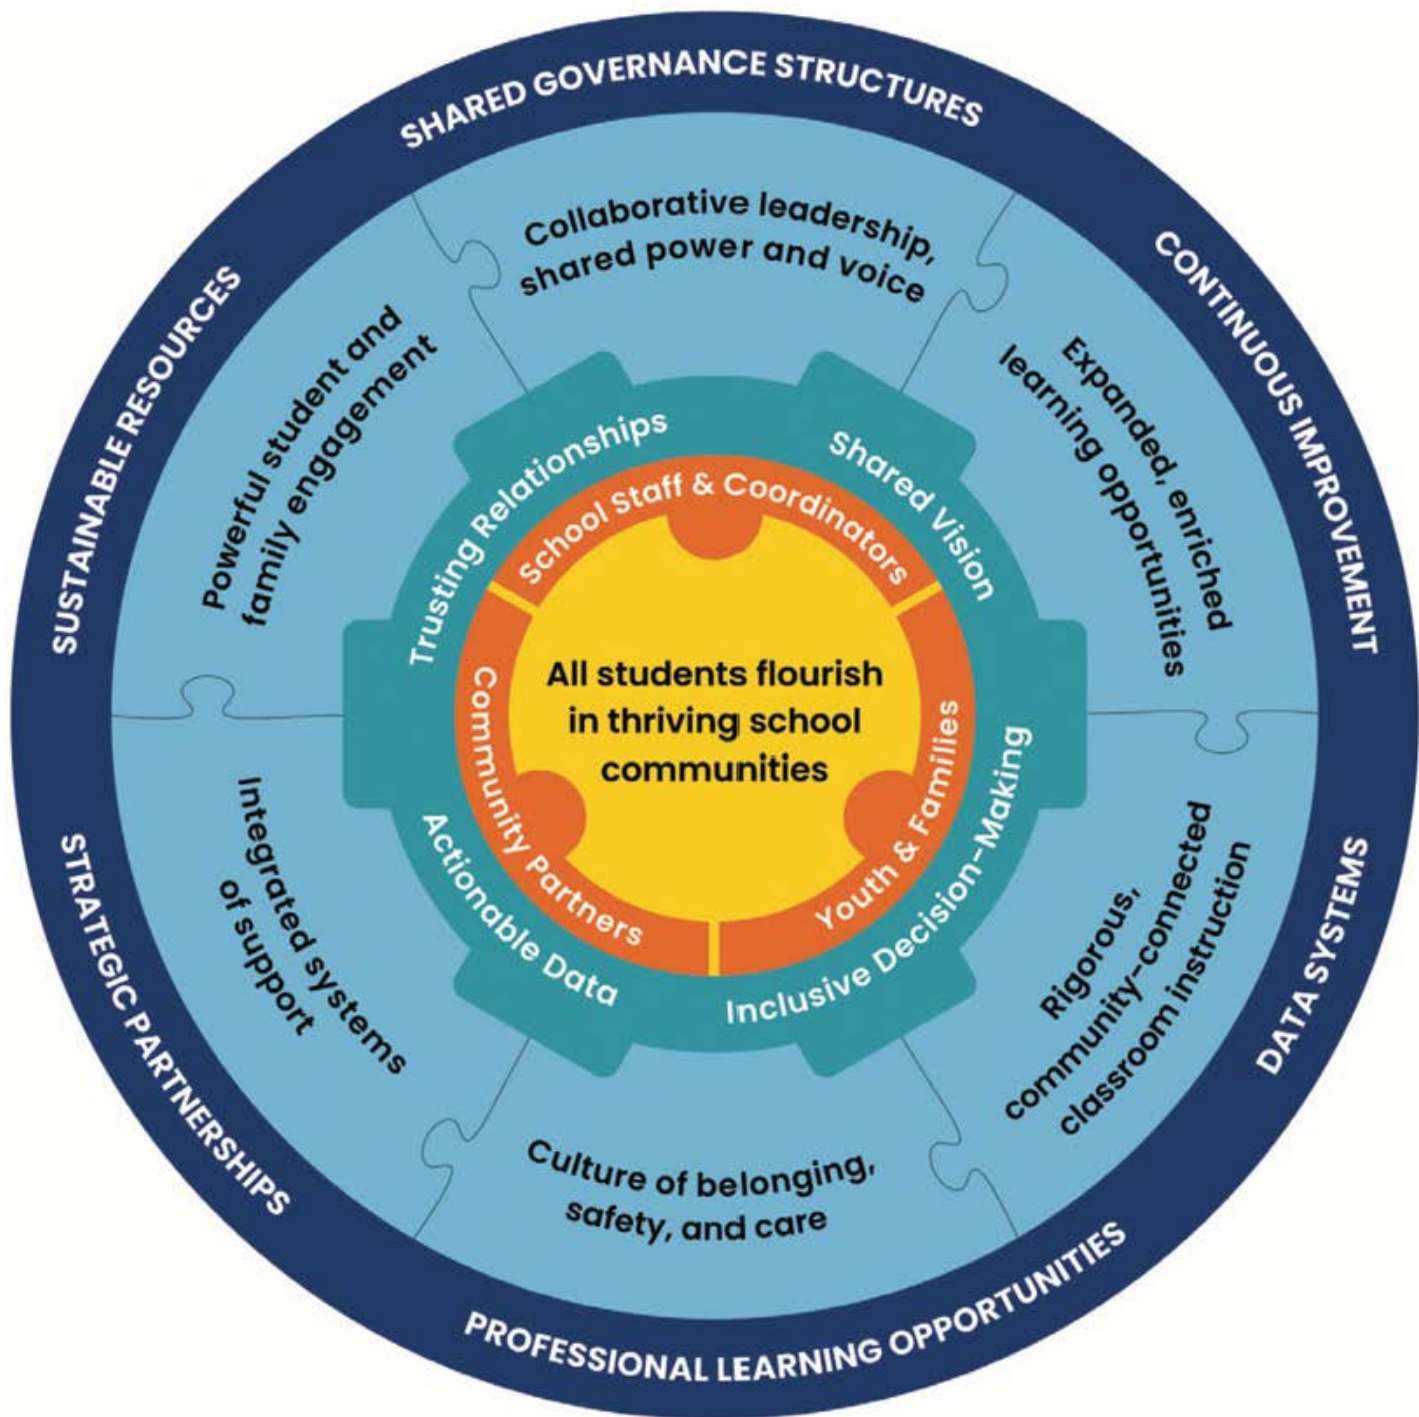 SHARED GOVERNANCE STRUCTURES
CONTINUOUS IMPROVEMENT
DATA SYSTEMS
PROFESSIONAL LEARNING OPPORTUNITIES
STRATEGIC PARTNERSHIPS
SUSTAINABLE RESOURCES
Collaborative leadership,
shared power and voice
Expanded, enriched
learning opportunities
Rigorous,
community-connected
classroom instruction
Culture of belonging,
safety, and care
Integrated systems
of support
Powerful student and
family engagement
Trusting Relationships
Shared Vision
Inclusive Decision-Making
Actionable Data
School Staff & Coordinators
Youth & Families
Community Partners
All students flourish
in thriving school
communities